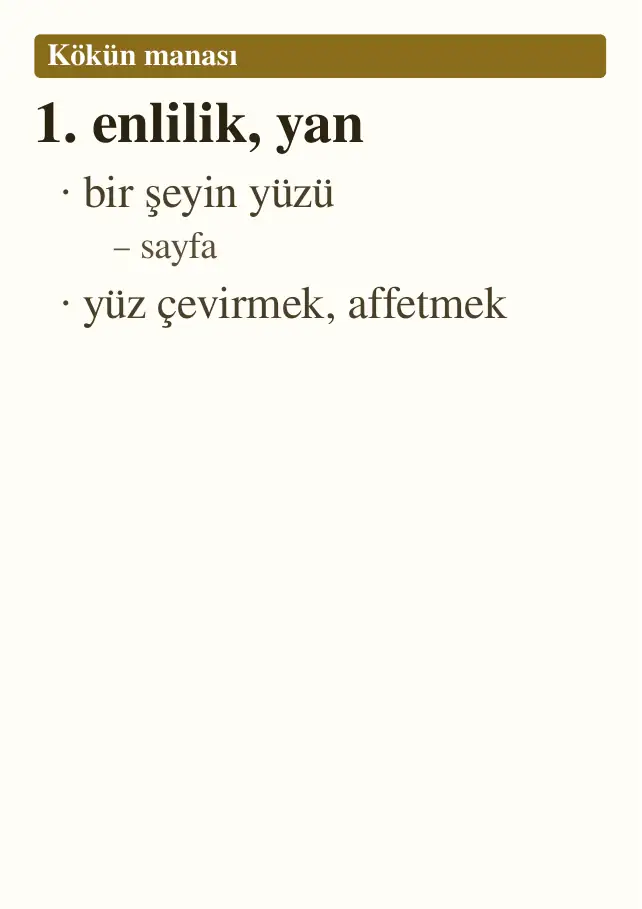 Kökün manası
1. enlilik, yan
· bir şeyin yüzü
– sayfa
· yüz çevirmek, affetmek